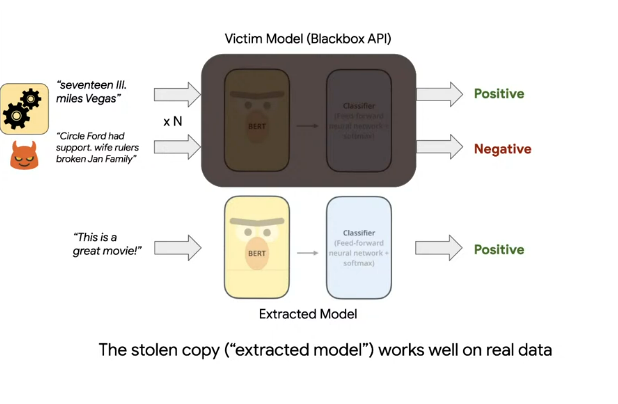 Victim Model (Blackbox API)
“seventeen III.
miles Vegas”
x N
“Circle Ford had
support. wife rulers
broken Jan Family”
BERT
Classifier
(Feed-forward
neural network +
softmax)
Positive
Negative
“This is a
great movie!”
BERT
Classifier
(Feed-forward
neural network +
softmax)
Positive
Extracted Model
The stolen copy (“extracted model”) works well on real data